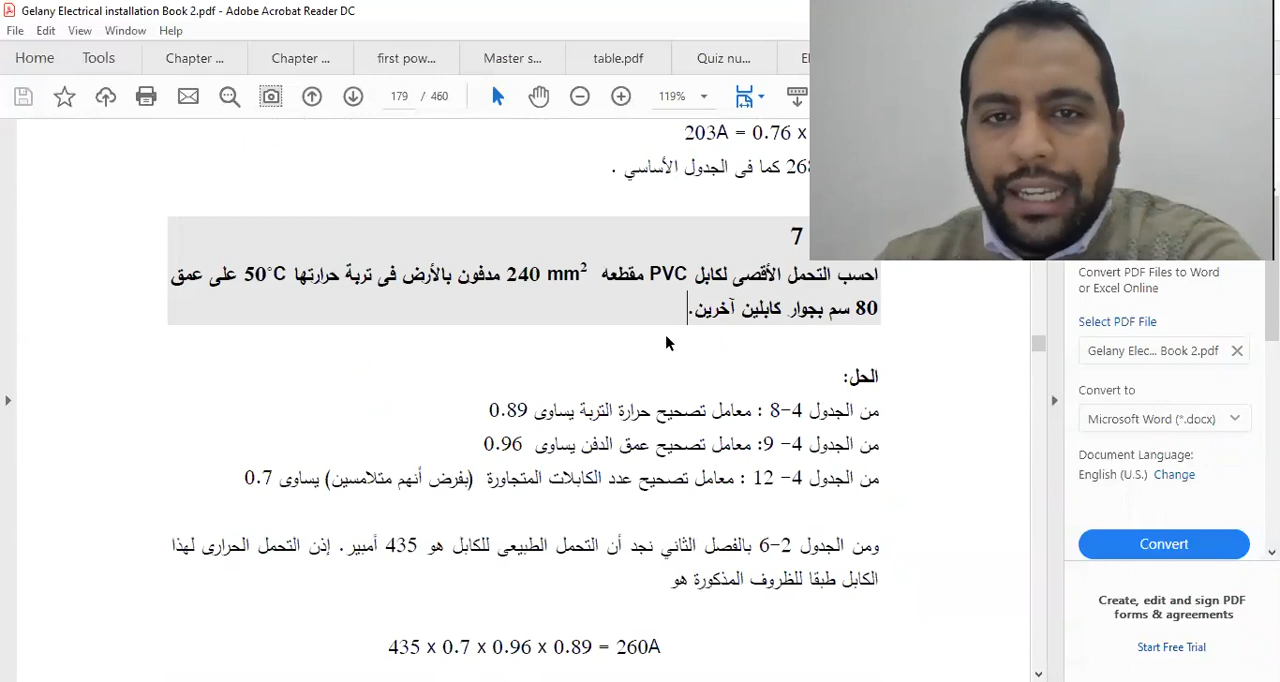 Gelany Electrical installation Book 2.pdf - Adobe Acrobat Reader DC
File Edit View Window Help
Home Tools Chapter ... Chapter ... first pow... Master s... table.pdf Quiz nu...
179 / 460 119%
203A = 0.76 x
كما فى الجدول الأساسي .
7
احسب التحمل الأقصى لكابل PVC مقطعه 240 mm² مدفون بالأرض فى تربة حرارتها 50°C على عمق
80 سم بجوار كابلين آخرين.
الحل:
من الجدول 4-8 : معامل تصحيح حرارة التربة يساوى 0.89
من الجدول 4- 9: معامل تصحيح عمق الدفن يساوى 0.96
من الجدول 4- 12 : معامل تصحيح عدد الكابلات المتجاورة (بفرض أنهم متلامسين) يساوى 0.7
ومن الجدول 2-6 بالفصل الثاني نجد أن التحمل الطبيعى للكابل هو 435 أمبير. إذن التحمل الحرارى لهذا
الكابل طبقا للظروف المذكورة هو
435 x 0.7 x 0.96 x 0.89 = 260A
Convert PDF Files to Word
or Excel Online
Select PDF File
Gelany Elec... Book 2.pdf
Convert to
Microsoft Word (*.docx)
Document Language:
English (U.S.) Change
Convert
Create, edit and sign PDF
forms & agreements
Start Free Trial